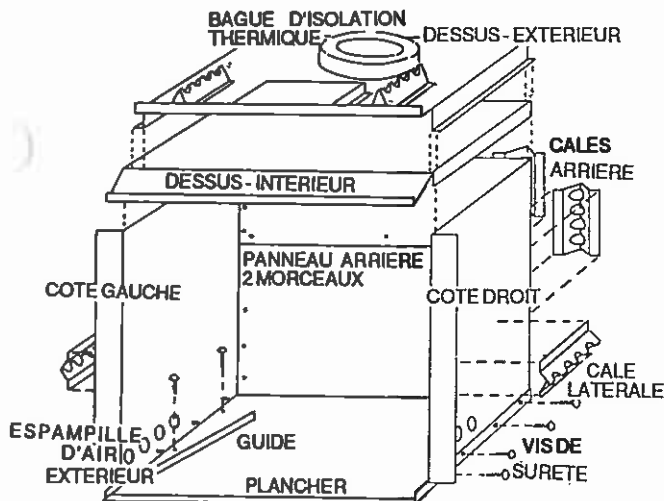 BAGUE D'ISOLATION
THERMIQUE
DESSUS-EXTERIEUR
CALES
ARRIERE
DESSUS-INTERIEUR
PANNEAU ARRIERE
2 MORCEAUX
COTE GAUCHE
COTE DROIT
CALE
LATERALE
ESPAMPILLE
D'AIR
EXTERIEUR
GUIDE
VIS DE
SURETE
PLANCHER